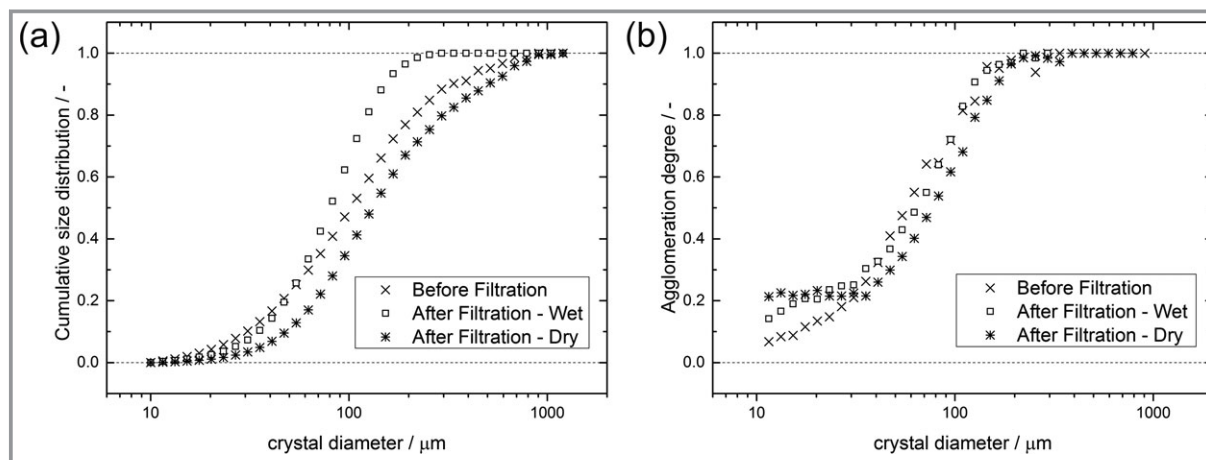 (a)
Cumulative size distribution / -
1.0
0.8
0.6
0.4
0.2
0.0
Before Filtration
After Filtration - Wet
After Filtration - Dry
10
100
1000
crystal diameter / μm
(b)
Agglomeration degree / -
1.0
0.8
0.6
0.4
0.2
0.0
Before Filtration
After Filtration - Wet
After Filtration - Dry
10
100
1000
crystal diameter / μm